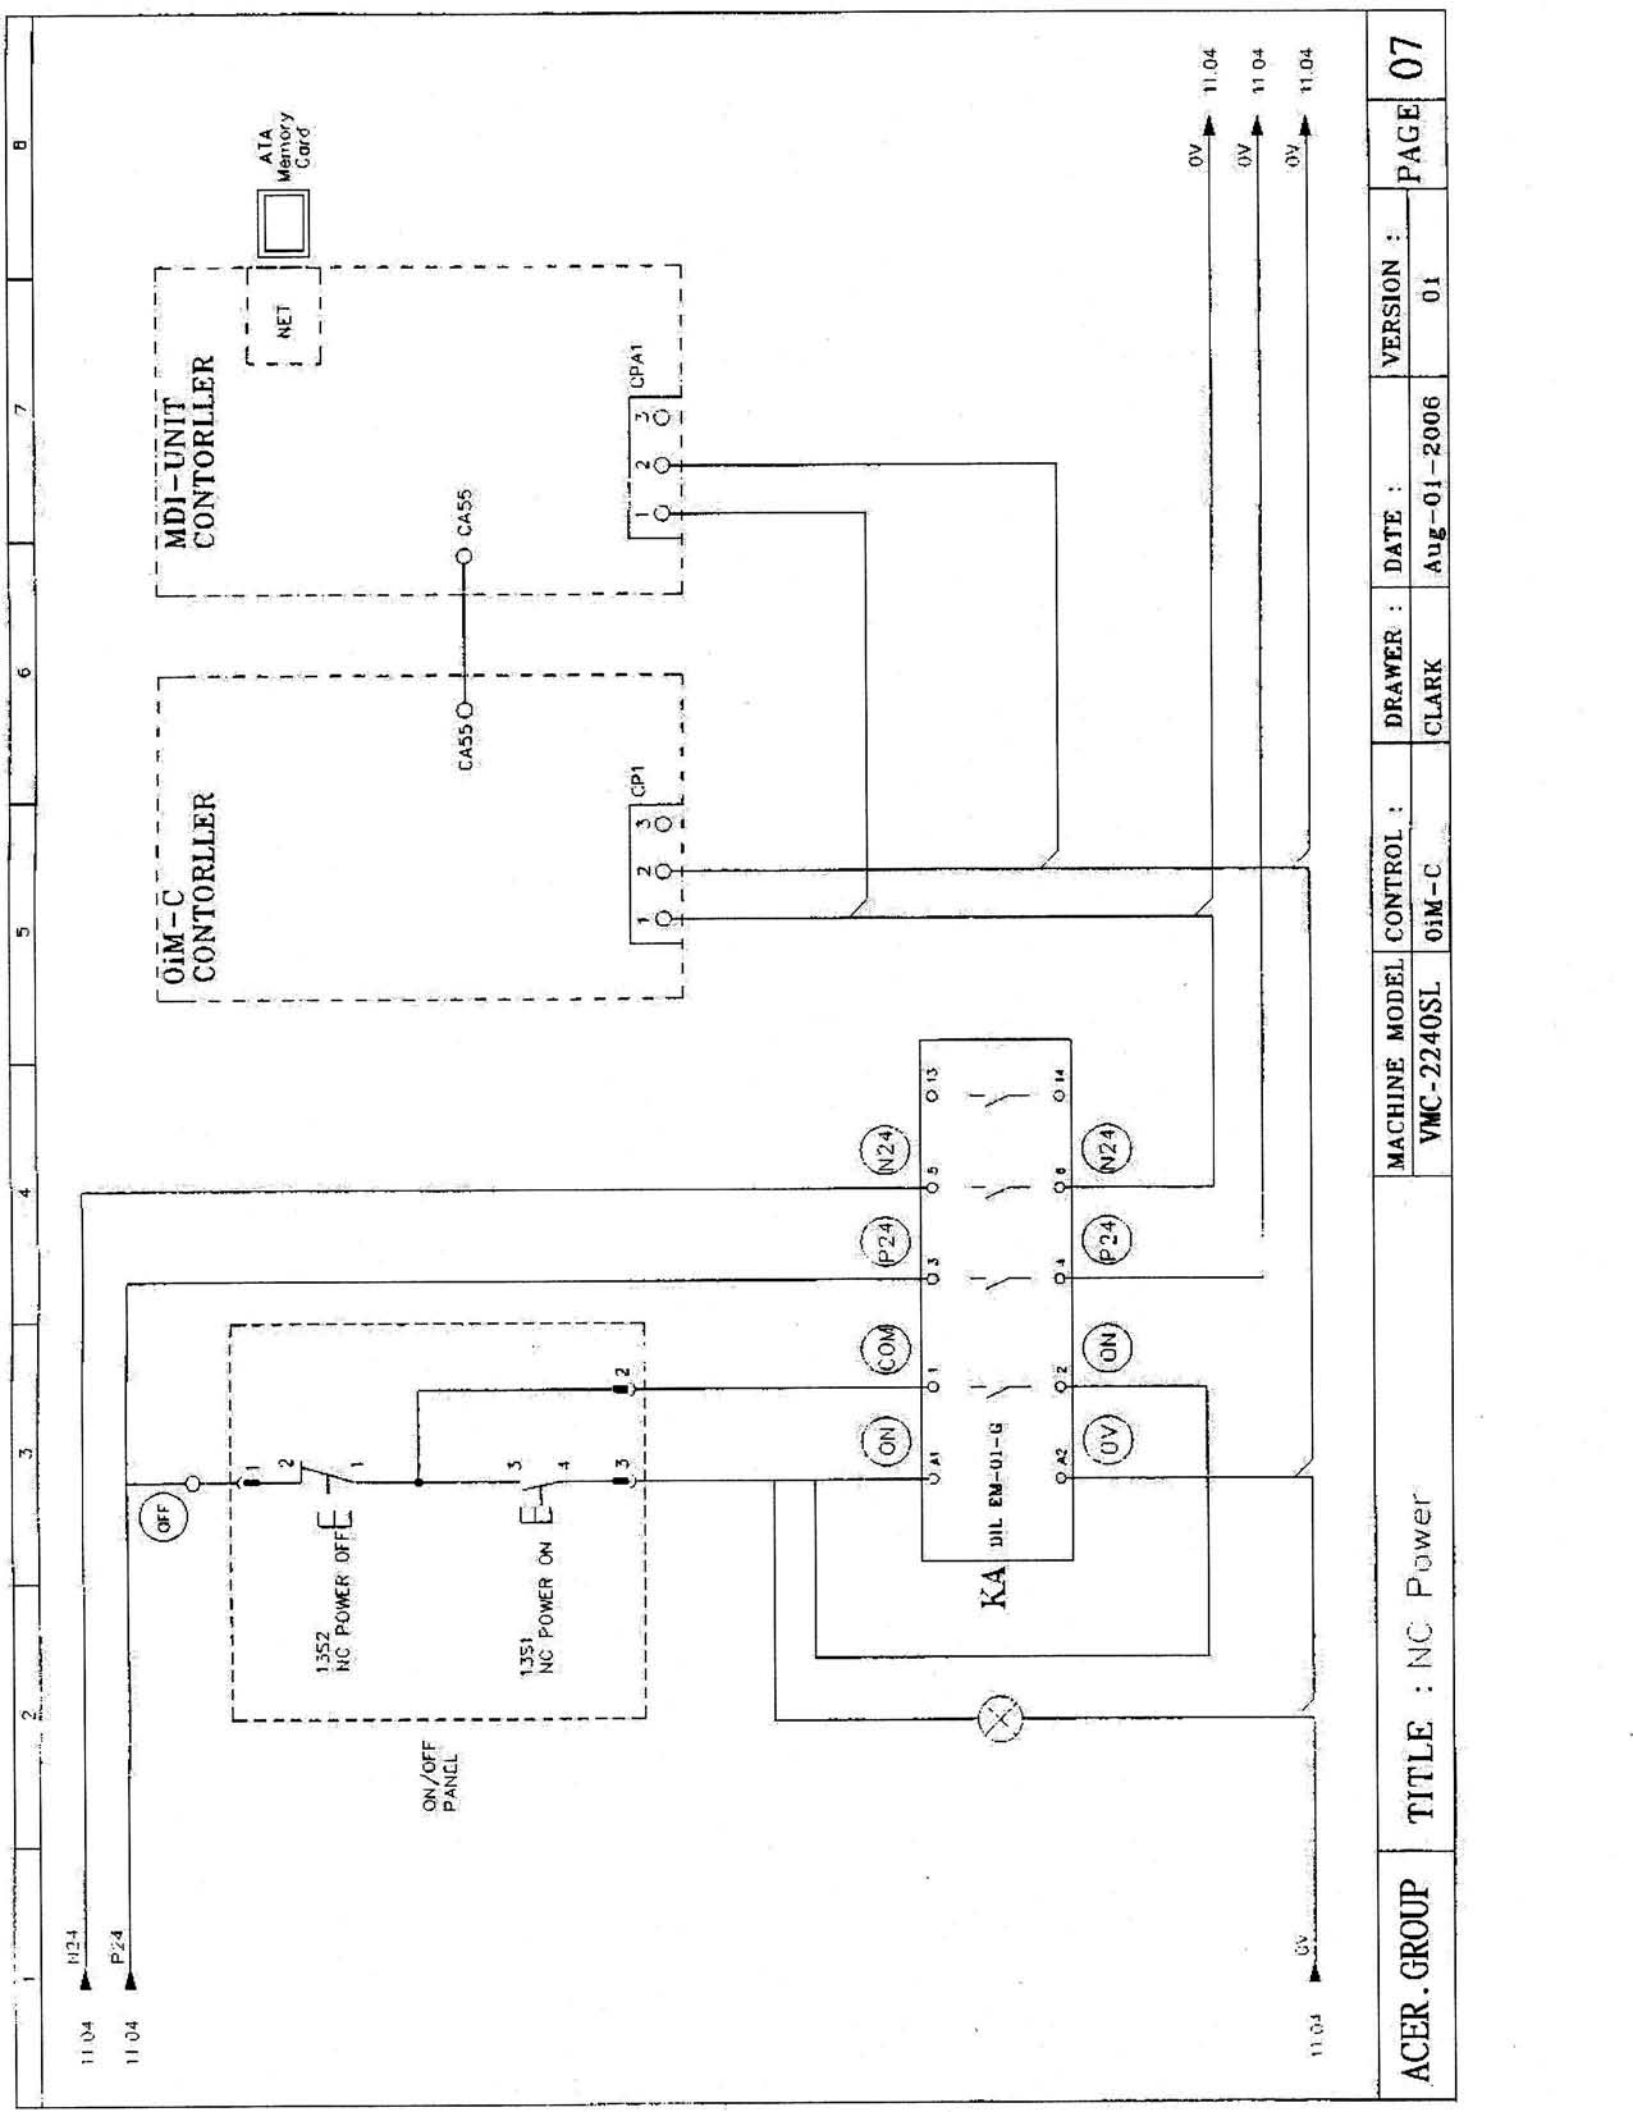 1
2
3
4
5
6
7
8
11.04
N24
11.04
P24
OFF
1
2
1
13S2
NC POWER OFF
3
4
13S1
NC POWER ON
2
3
ON/OFF
PANEL
OiM-C
CONTORLLER
CA55
CA55
MDI-UNIT
CONTORLLER
NET
ATA
Memory
Card
1
2
3
CP1
1
2
3
CPA1
ON
COM
P24
N24
A1
1
3
5
13
KA
DIL EM-01-G
A2
2
4
6
14
0V
ON
P24
N24
0V
11.04
0V
11.04
0V
11.04
11.04
0V
ACER.GROUP
TITLE : NC Power
MACHINE MODEL
VMC-2240SL
CONTROL :
OiM-C
DRAWER :
CLARK
DATE :
Aug-01-2006
VERSION :
01
PAGE
07